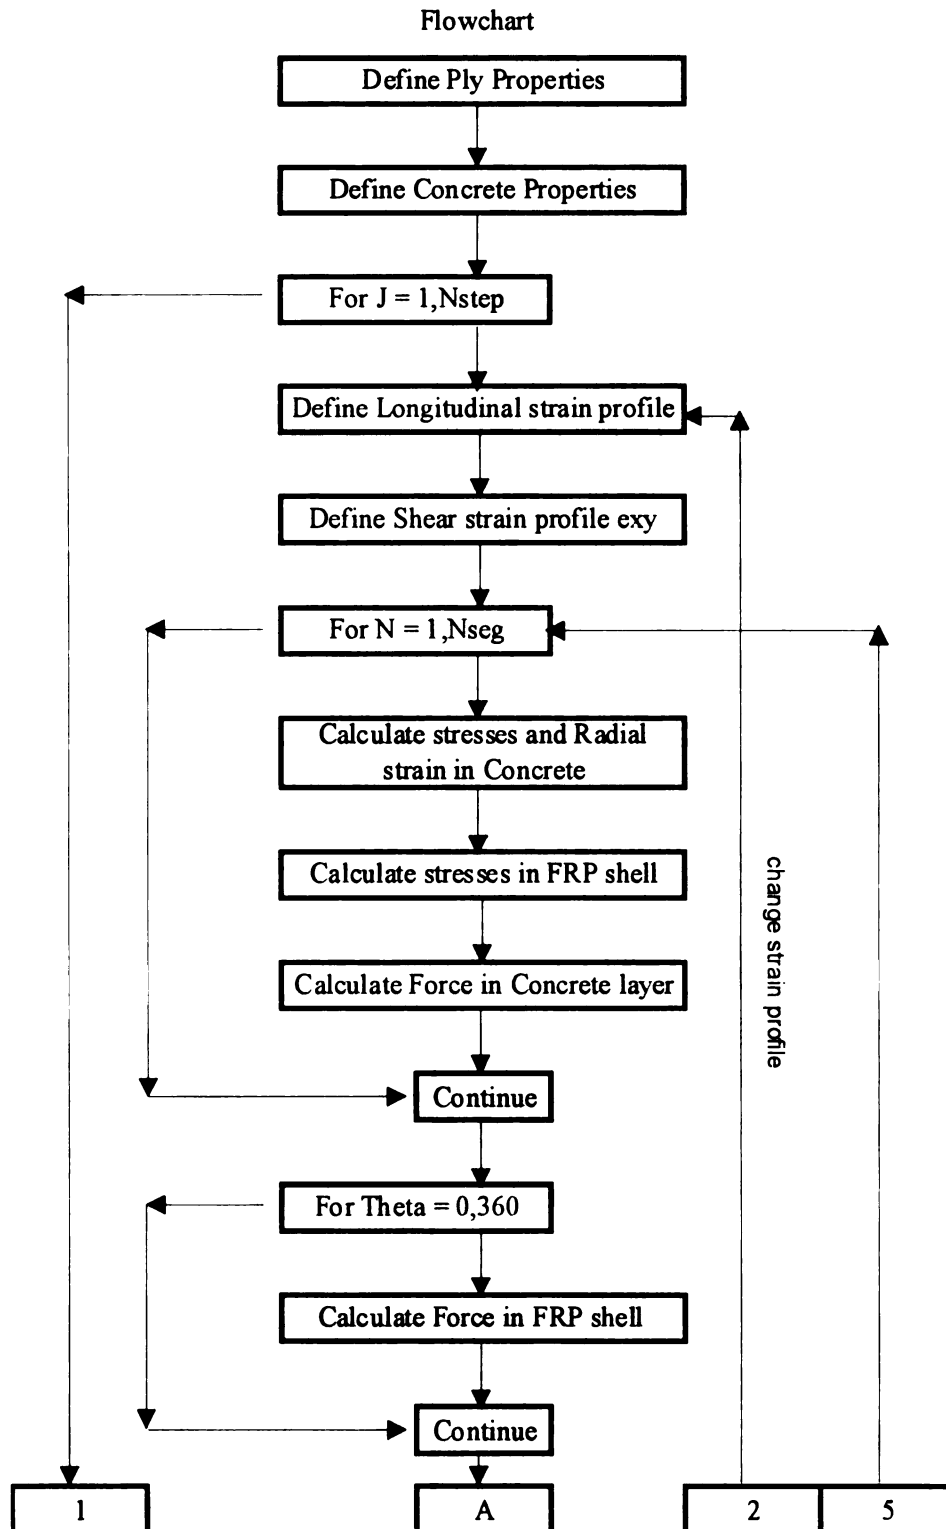 Flowchart
Define Ply Properties
Define Concrete Properties
For J = 1,Nstep
Define Longitudinal strain profile
Define Shear strain profile exy
For N = 1,Nseg
Calculate stresses and Radial
strain in Concrete
Calculate stresses in FRP shell
change strain profile
Calculate Force in Concrete layer
Continue
For Theta = 0,360
Calculate Force in FRP shell
Continue
1
A
2
5